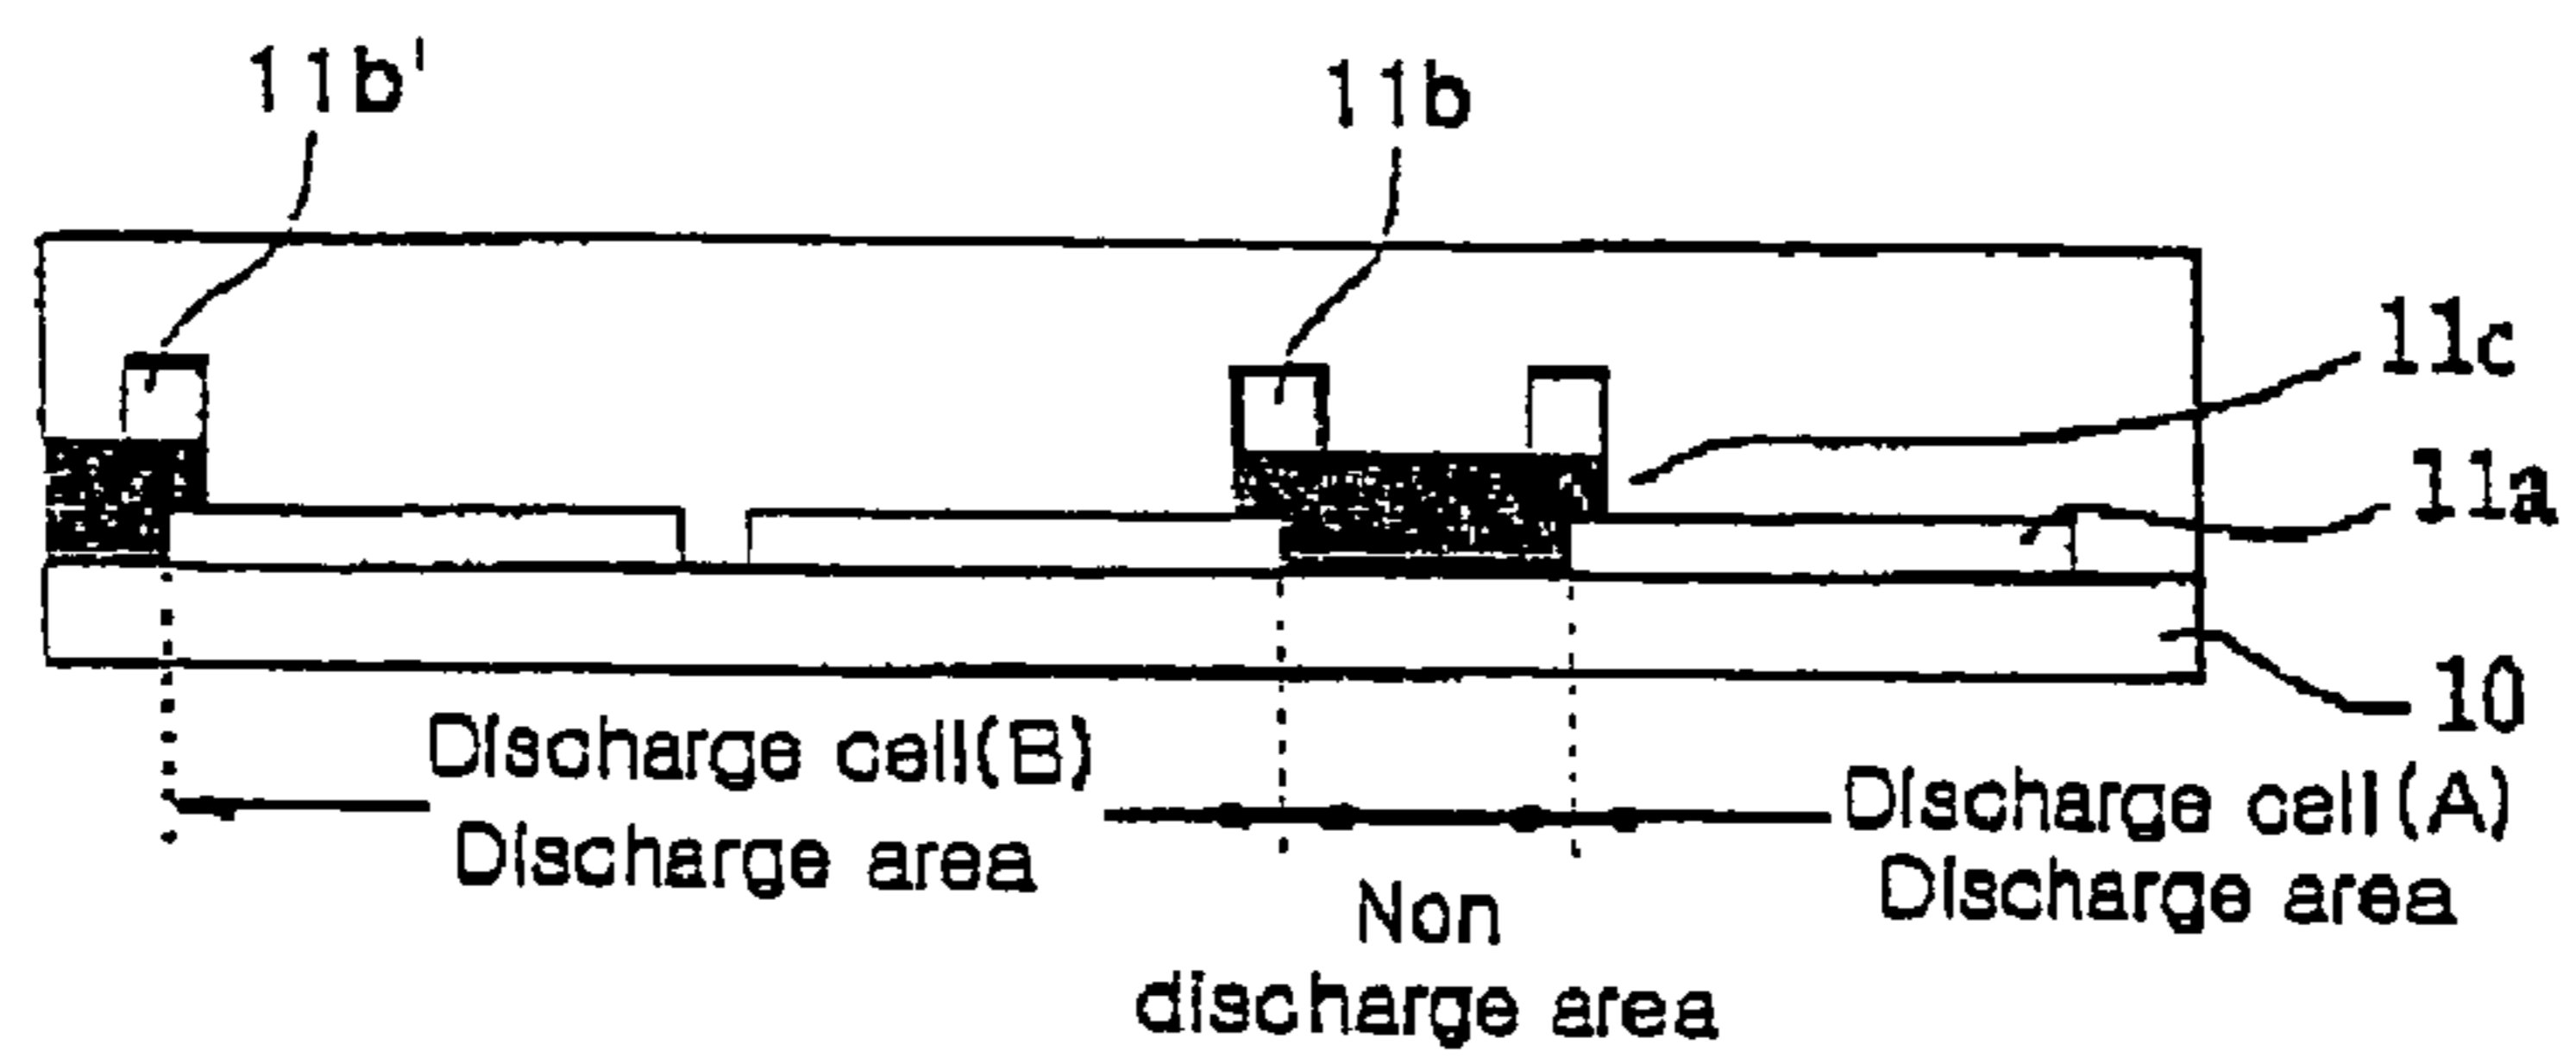 11b'
11b
11c
11a
10
Discharge cell(B)
Discharge area
Discharge cell(A)
Discharge area
Non
discharge area